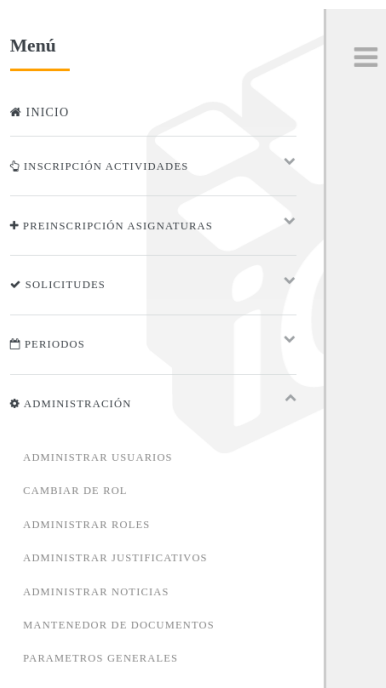 Menú
INICIO
INSCRIPCIÓN ACTIVIDADES
PREINSCRIPCIÓN ASIGNATURAS
SOLICITUDES
PERIODOS
ADMINISTRACIÓN
ADMINISTRAR USUARIOS
CAMBIAR DE ROL
ADMINISTRAR ROLES
ADMINISTRAR JUSTIFICATIVOS
ADMINISTRAR NOTICIAS
MANTENEDOR DE DOCUMENTOS
PARAMETROS GENERALES